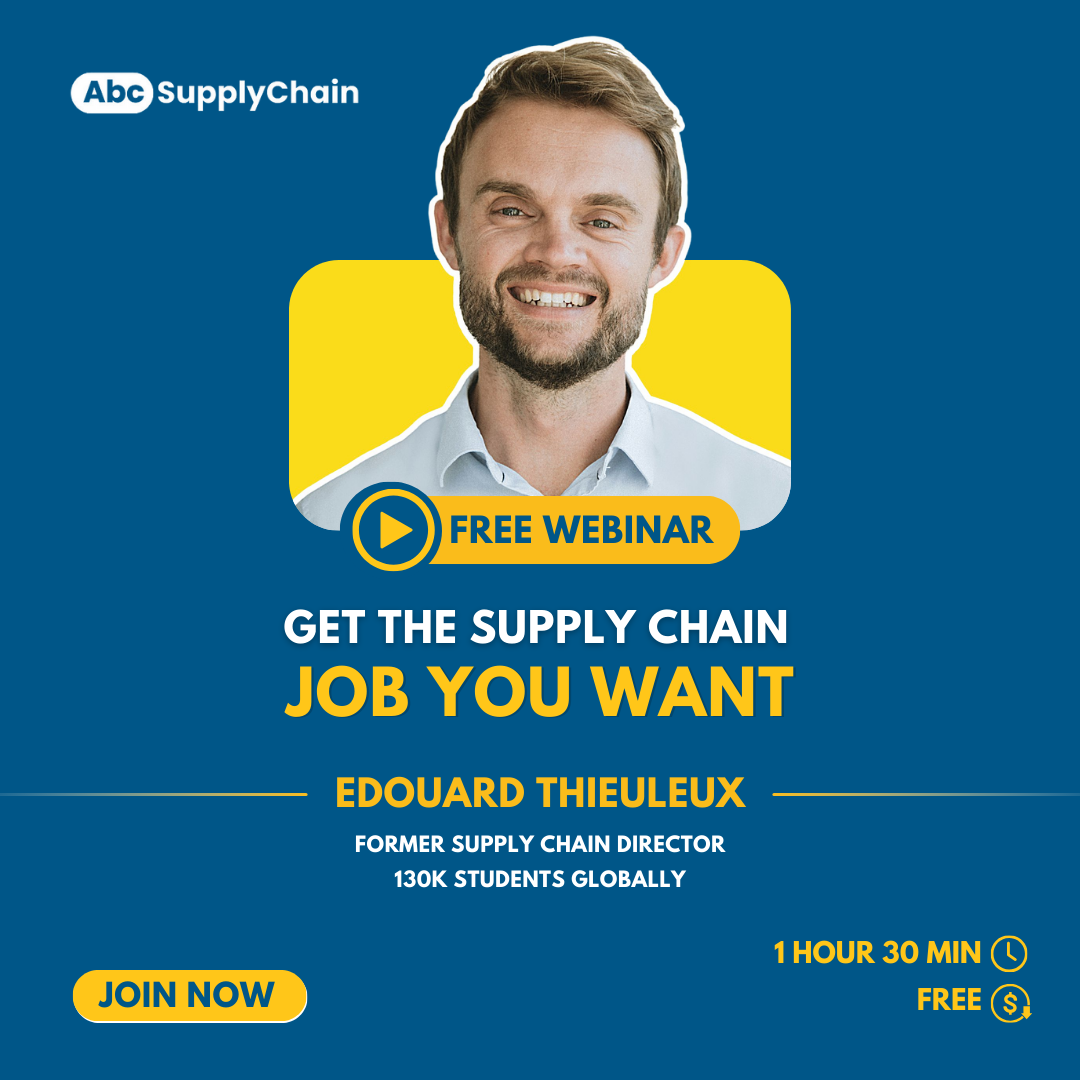 Abc SupplyChain
FREE WEBINAR
GET THE SUPPLY CHAIN
JOB YOU WANT
EDOUARD THIEULEUX
FORMER SUPPLY CHAIN DIRECTOR
130K STUDENTS GLOBALLY
1 HOUR 30 MIN
FREE $
JOIN NOW